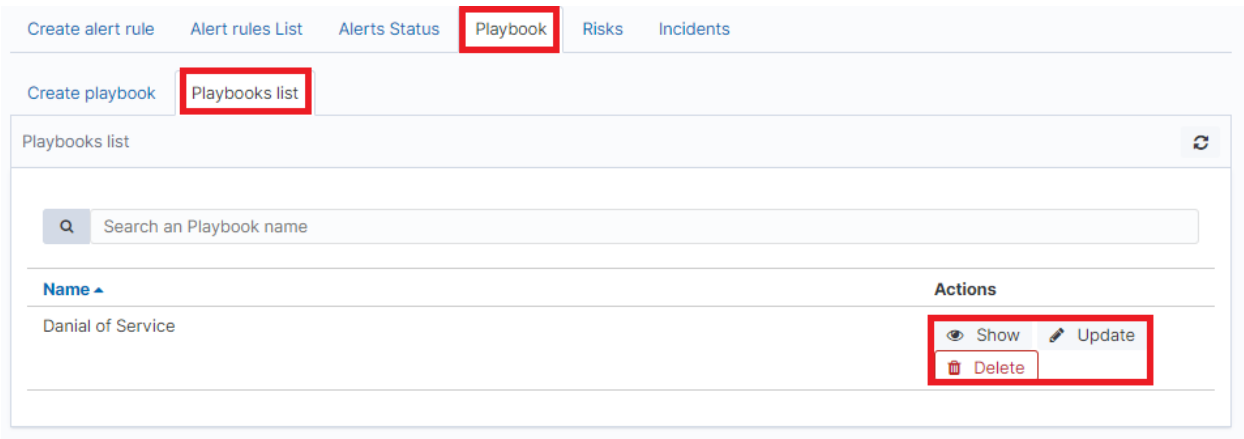 Create alert rule Alert rules List Alerts Status Playbook Risks Incidents
Create playbook Playbooks list
Playbooks list
Search an Playbook name
Name Actions
Danial of Service
Show Update
Delete